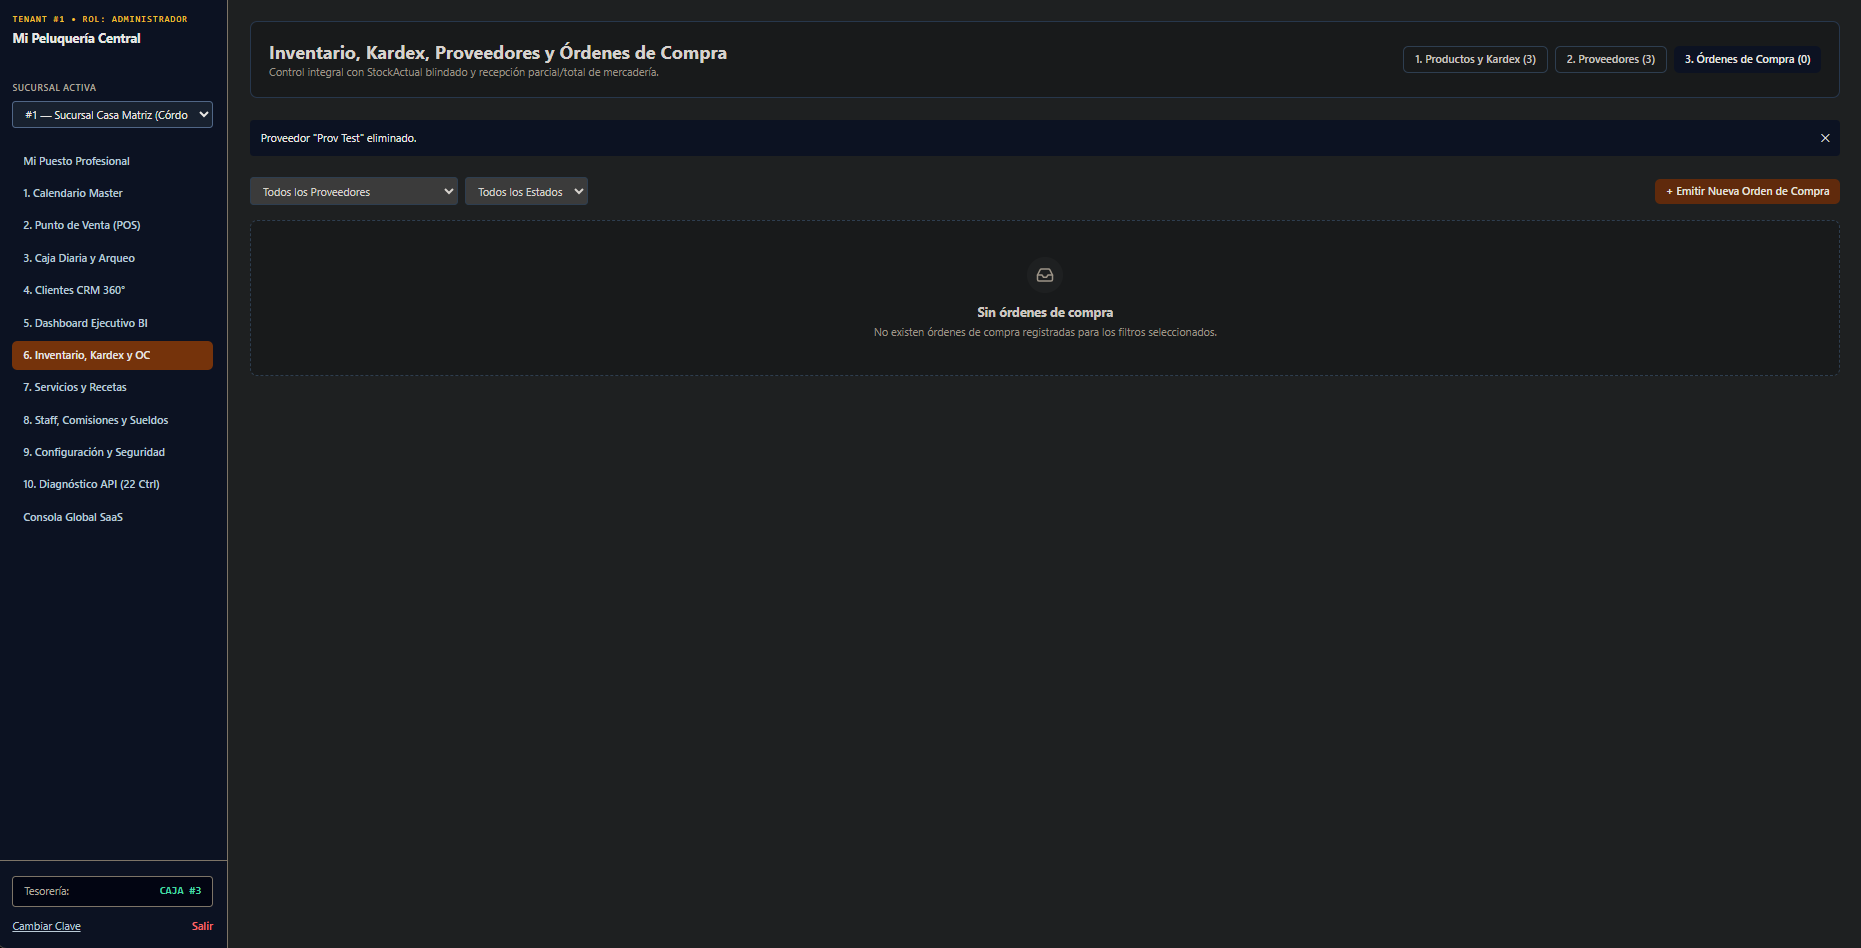 TENANT #1 • ROL: ADMINISTRADOR
Mi Peluquería Central
SUCURSAL ACTIVA
#1 — Sucursal Casa Matriz (Córdo
Mi Puesto Profesional
1. Calendario Master
2. Punto de Venta (POS)
3. Caja Diaria y Arqueo
4. Clientes CRM 360°
5. Dashboard Ejecutivo BI
6. Inventario, Kardex y OC
7. Servicios y Recetas
8. Staff, Comisiones y Sueldos
9. Configuración y Seguridad
10. Diagnóstico API (22 Ctrl)
Consola Global SaaS
Tesorería: CAJA #3
Cambiar Clave Salir
Inventario, Kardex, Proveedores y Órdenes de Compra
Control integral con StockActual blindado y recepción parcial/total de mercadería.
1. Productos y Kardex (3) 2. Proveedores (3) 3. Órdenes de Compra (0)
Proveedor "Prov Test" eliminado.
Todos los Proveedores Todos los Estados + Emitir Nueva Orden de Compra
Sin órdenes de compra
No existen órdenes de compra registradas para los filtros seleccionados.